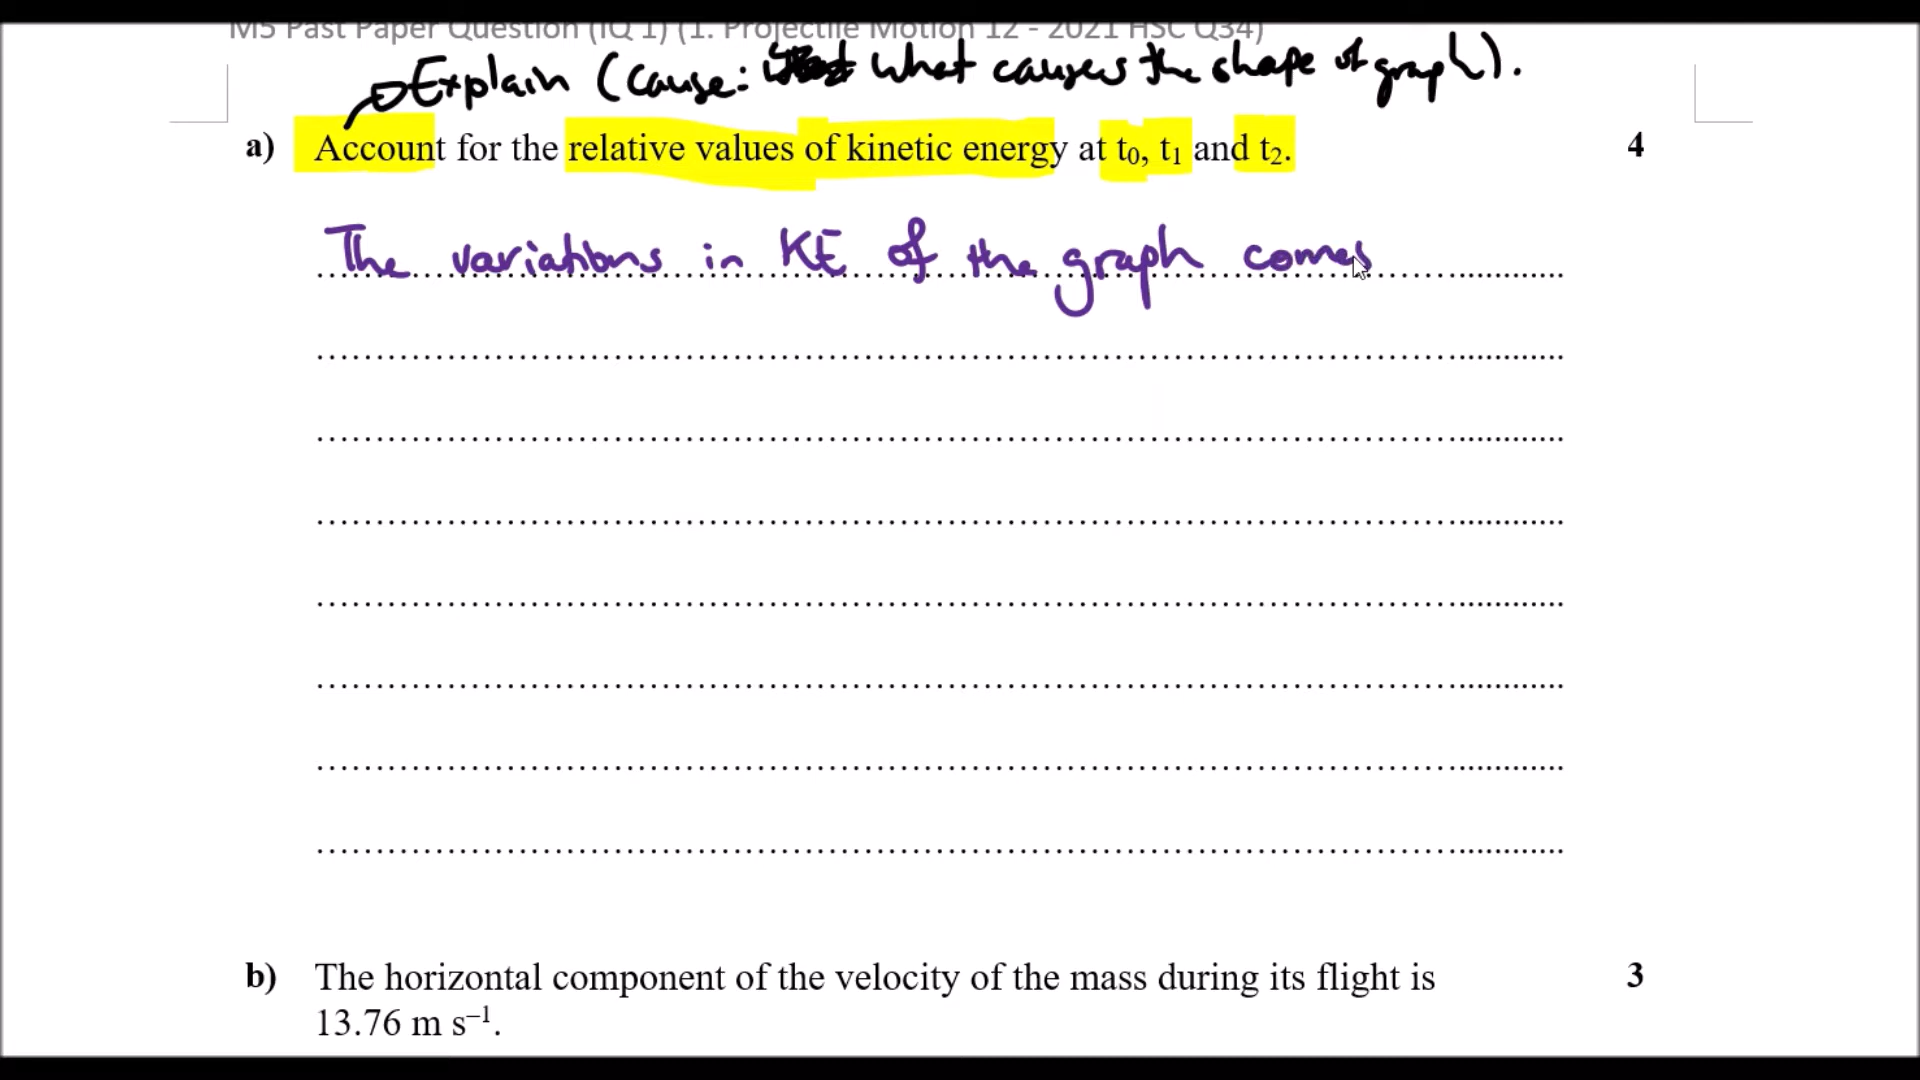 M5 Past Paper Question (IQ 1) (1. Projectile Motion 12 - 2021 HSC Q34)
Explain (cause: what causes the shape of graph).
a) Account for the relative values of kinetic energy at t₀, t₁ and t₂. 4
The variations in KE of the graph comes
b) The horizontal component of the velocity of the mass during its flight is 3
13.76 m s⁻¹.